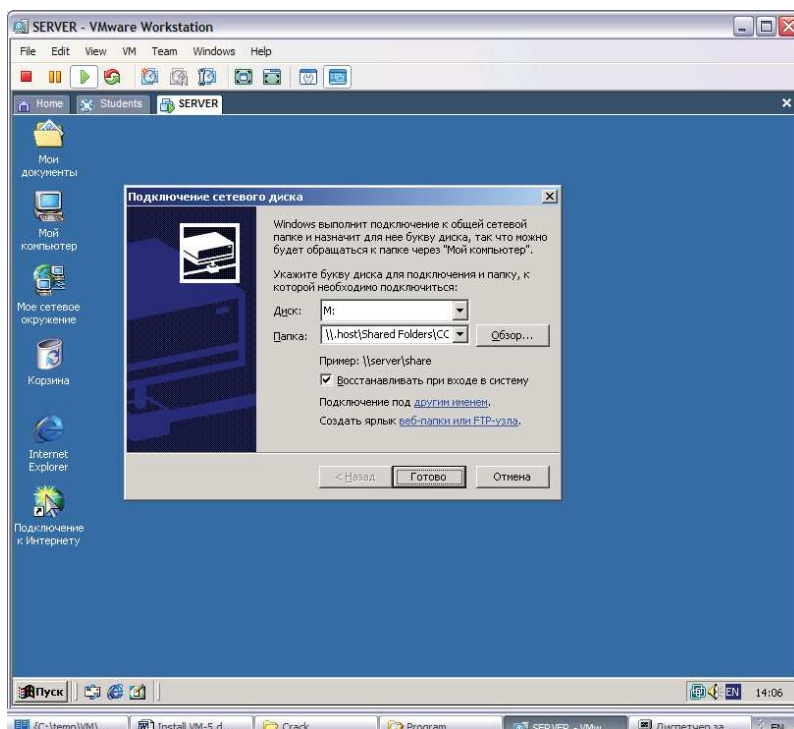 SERVER - VMware Workstation
File Edit View VM Team Windows Help
Home Students SERVER
Мои
документы
Мой
компьютер
Мое сетевое
окружение
Корзина
Internet
Explorer
Подключение
к Интернету
Подключение сетевого диска
Windows выполнит подключение к общей сетевой
папке и назначит для нее букву диска, так что можно
будет обращаться к папке через "Мой компьютер".
Укажите букву диска для подключения и папку, к
которой необходимо подключиться:
Диск: M:
Папка: \\.host\Shared Folders\CC Обзор...
Пример: \\server\share
Восстанавливать при входе в систему
Подключение под другим именем.
Создать ярлык веб-папки или FTP-узла.
< Назад Готово Отмена
Пуск EN 14:06
{C:\temp\VM\ Install VM-5.d... Crack Program SERVER - VMw... Диспетчер за... EN